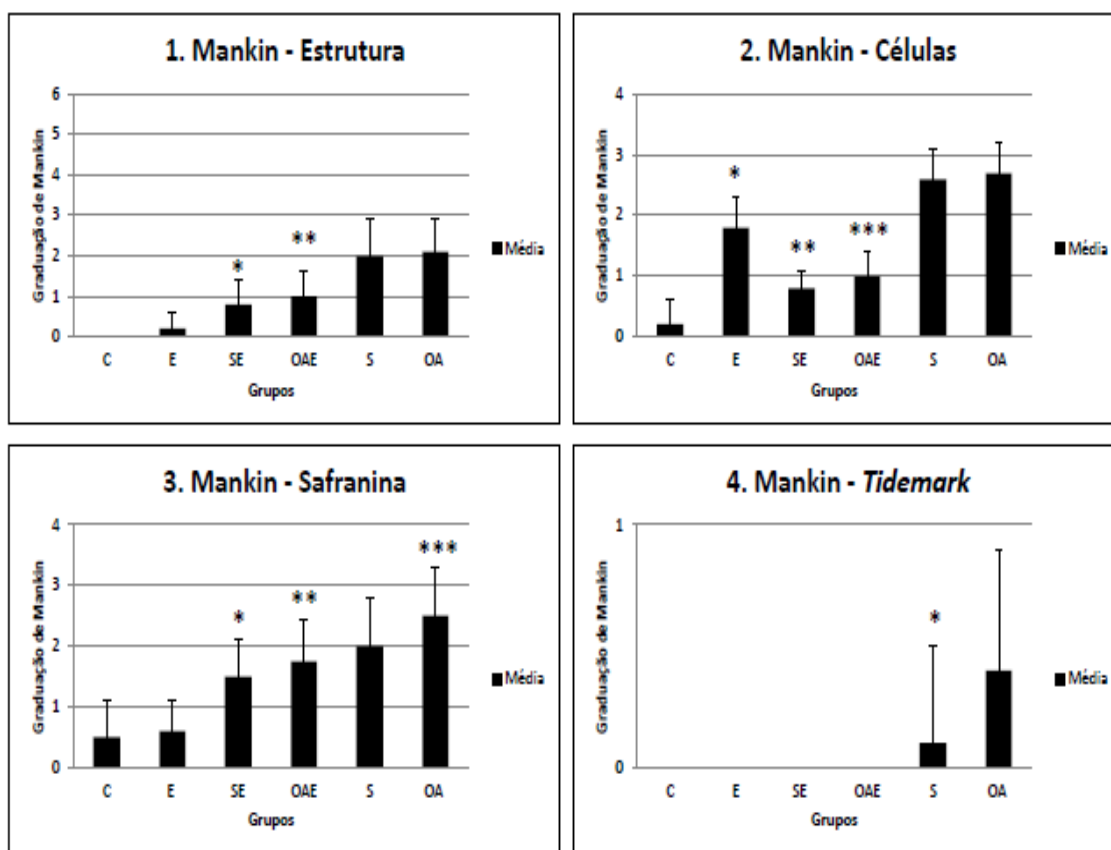 1. Mankin - Estrutura
Graduação de Mankin
6
5
4
3
2
1
0
*
**
C E SE OAE S OA
Grupos
Média
2. Mankin - Células
Graduação de Mankin
4
3
2
1
0
*
**
***
C E SE OAE S OA
Grupos
Média
3. Mankin - Safranina
Graduação de Mankin
4
3
2
1
0
*
**
***
C E SE OAE S OA
Grupos
Média
4. Mankin - Tidemark
Graduação de Mankin
1
0
*
C E SE OAE S OA
Grupos
Média